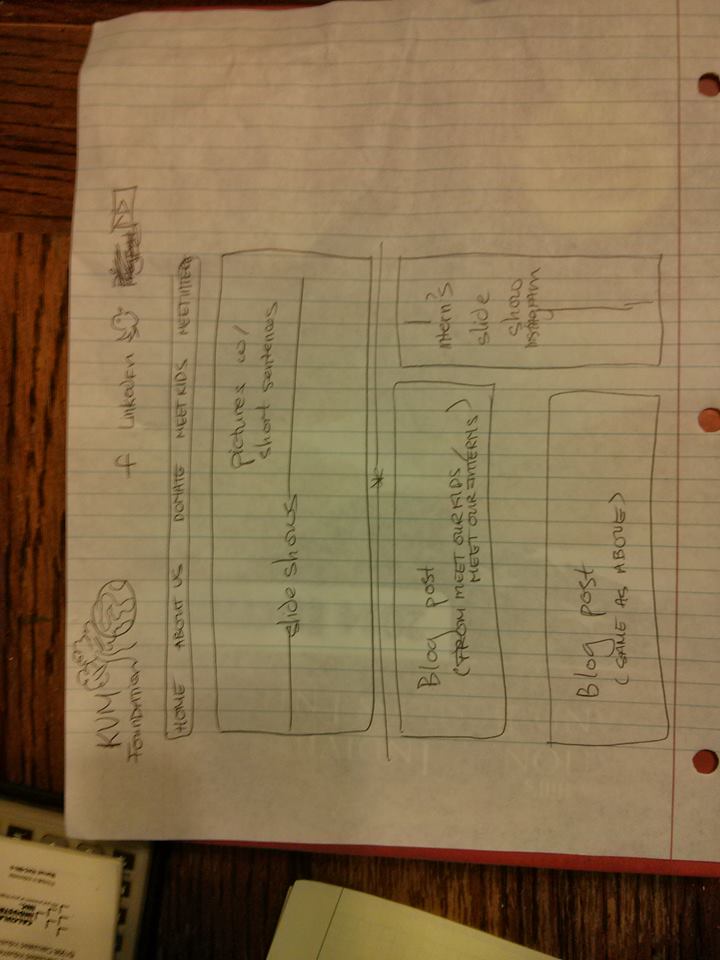 KVM
Foundation
f LINKEDIN
HOME ABOUT US DONATE MEET KIDS MEET INTERN
pictures w/
short sentences
slide shows
Blog post
(FROM MEET OUR KIDS/
MEET OUR INTERNS)
Intern's
slide
show
INSTAGRAM
Blog post
(SAME AS ABOVE)